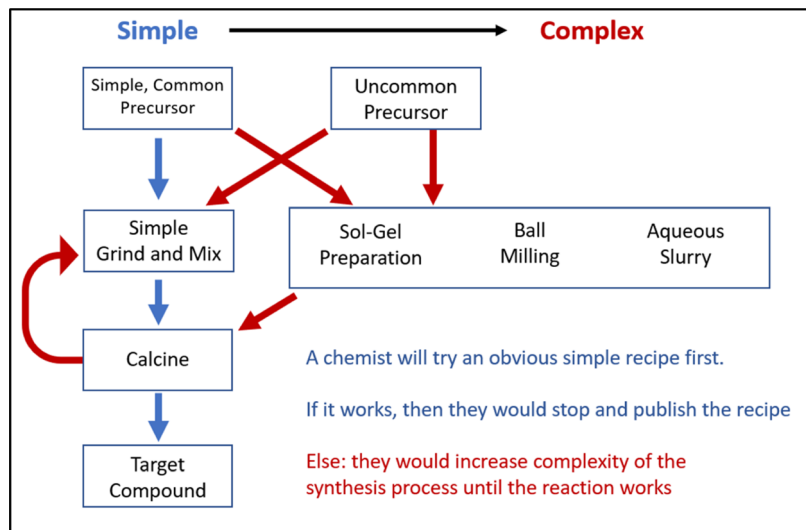 Simple
Complex
Simple, Common
Precursor
Uncommon
Precursor
Simple
Grind and Mix
Sol-Gel
Preparation
Ball
Milling
Aqueous
Slurry
Calcine
A chemist will try an obvious simple recipe first.
If it works, then they would stop and publish the recipe
Target
Compound
Else: they would increase complexity of the
synthesis process until the reaction works